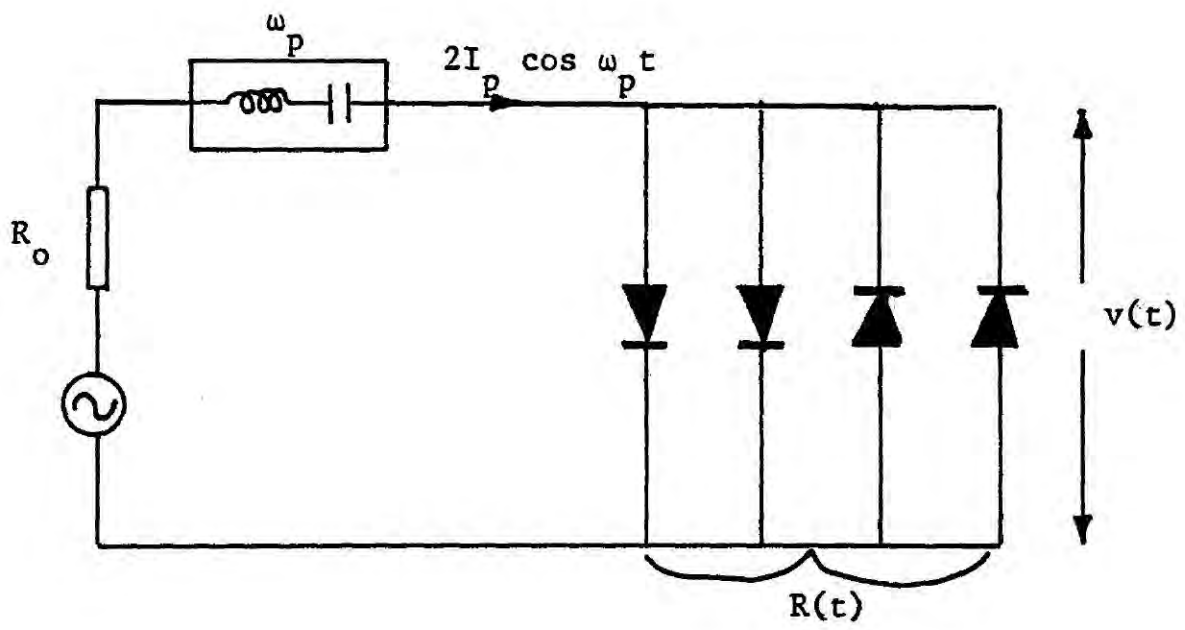 ω_p
2I_p cos ω_p t
R_o
v(t)
R(t)